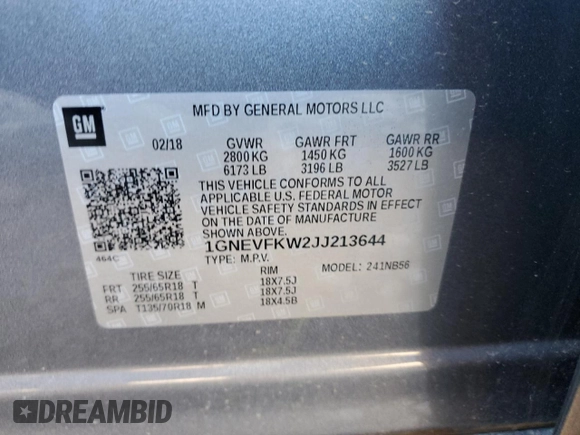 MFD BY GENERAL MOTORS LLC
GM
02/18 GVWR GAWR FRT GAWR RR
2800 KG 1450 KG 1600 KG
6173 LB 3196 LB 3527 LB
THIS VEHICLE CONFORMS TO ALL
APPLICABLE U.S. FEDERAL MOTOR
VEHICLE SAFETY STANDARDS IN EFFECT
ON THE DATE OF MANUFACTURE
SHOWN ABOVE.
464C 1GNEVFKW2JJ213644
TYPE: M.P.V. MODEL: 241NB56
TIRE SIZE RIM
FRT 255/65R18 T 18X7.5J
RR 255/65R18 T 18X7.5J
SPA T135/70R18 M 18X4.5B
DREAMBID